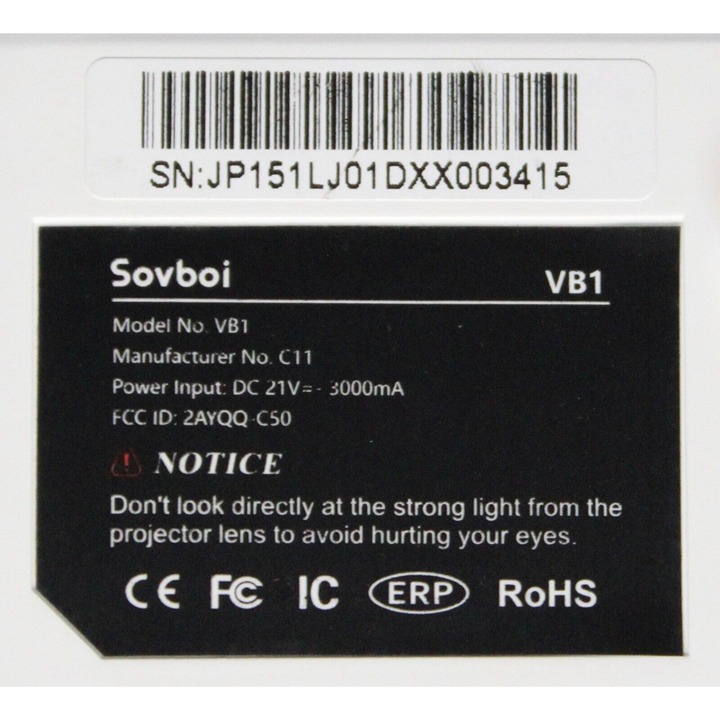 SN:JP151LJ01DXX003415
Sovboi VB1
Model No. VB1
Manufacturer No. C11
Power Input: DC 21V=- 3000mA
FCC ID: 2AYQQ-C50
! NOTICE
Don't look directly at the strong light from the
projector lens to avoid hurting your eyes.
CE FC IC ERP RoHS